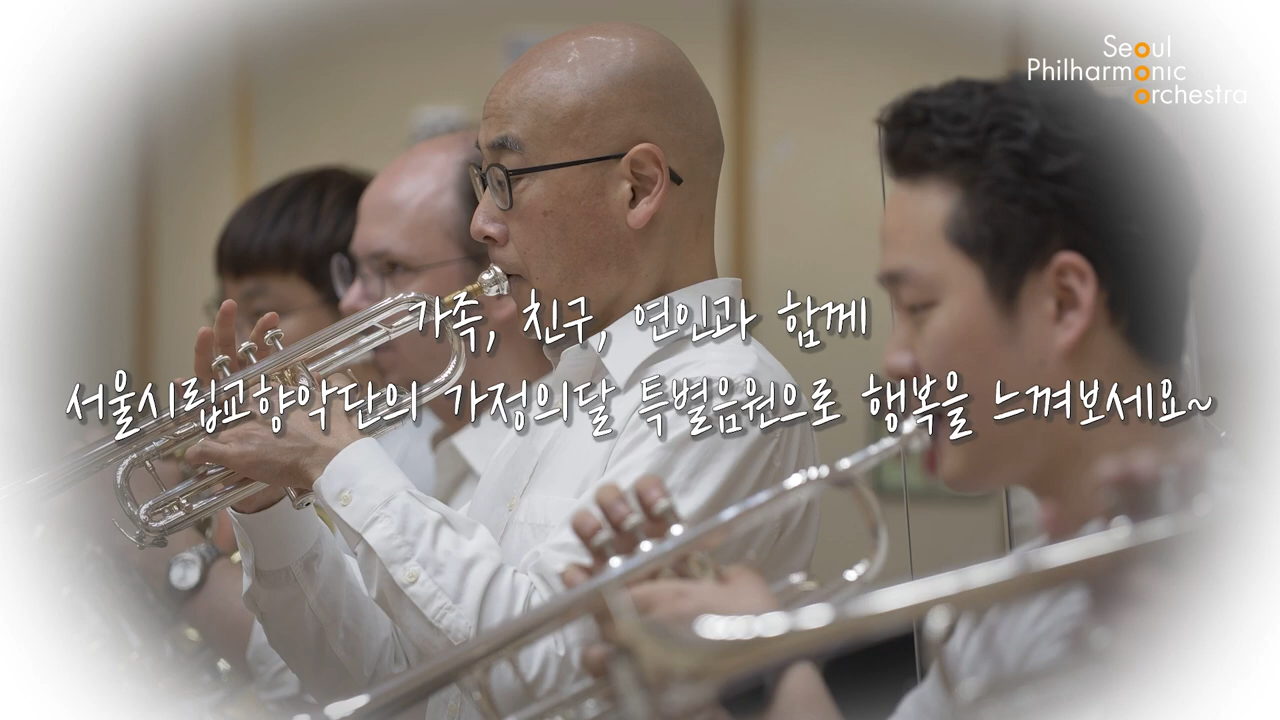 Seoul
Philharmonic
orchestra
가족, 친구, 연인과 함께
서울시립교향악단의 가정의달 특별음원으로 행복을 느껴보세요~